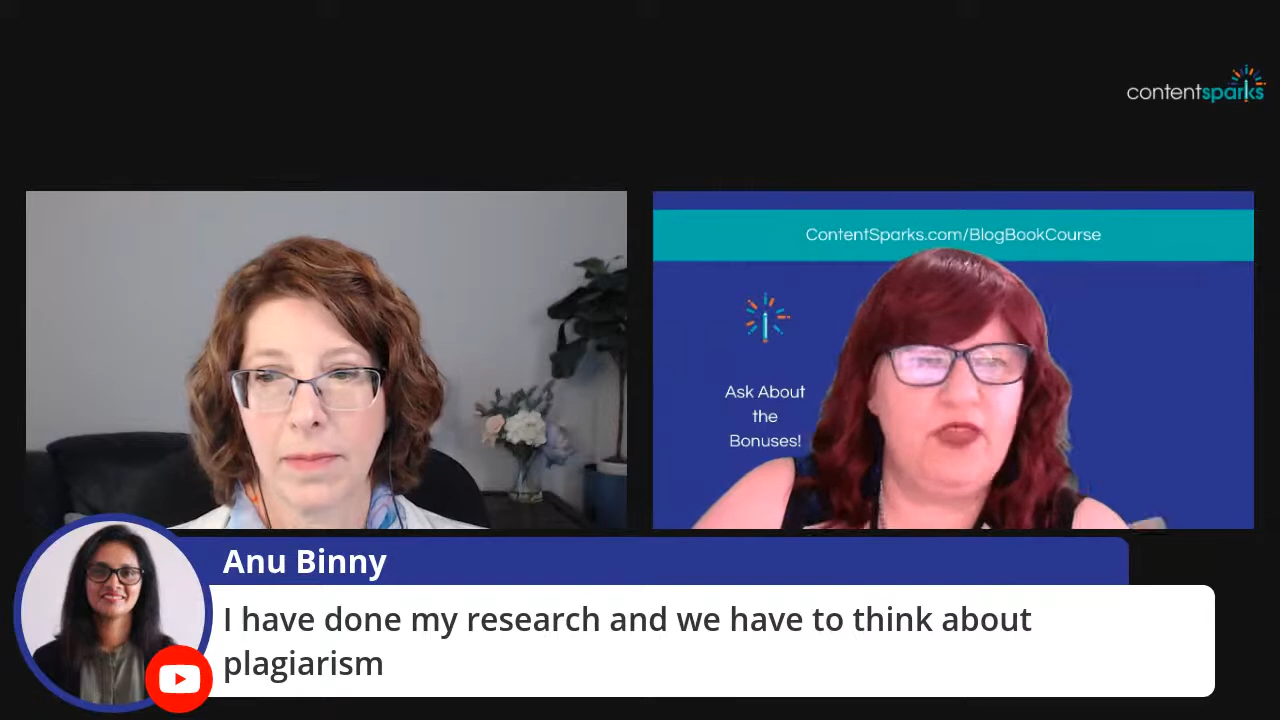 contentsparks
ContentSparks.com/BlogBookCourse
Ask About
the
Bonuses!
Anu Binny
I have done my research and we have to think about
plagiarism